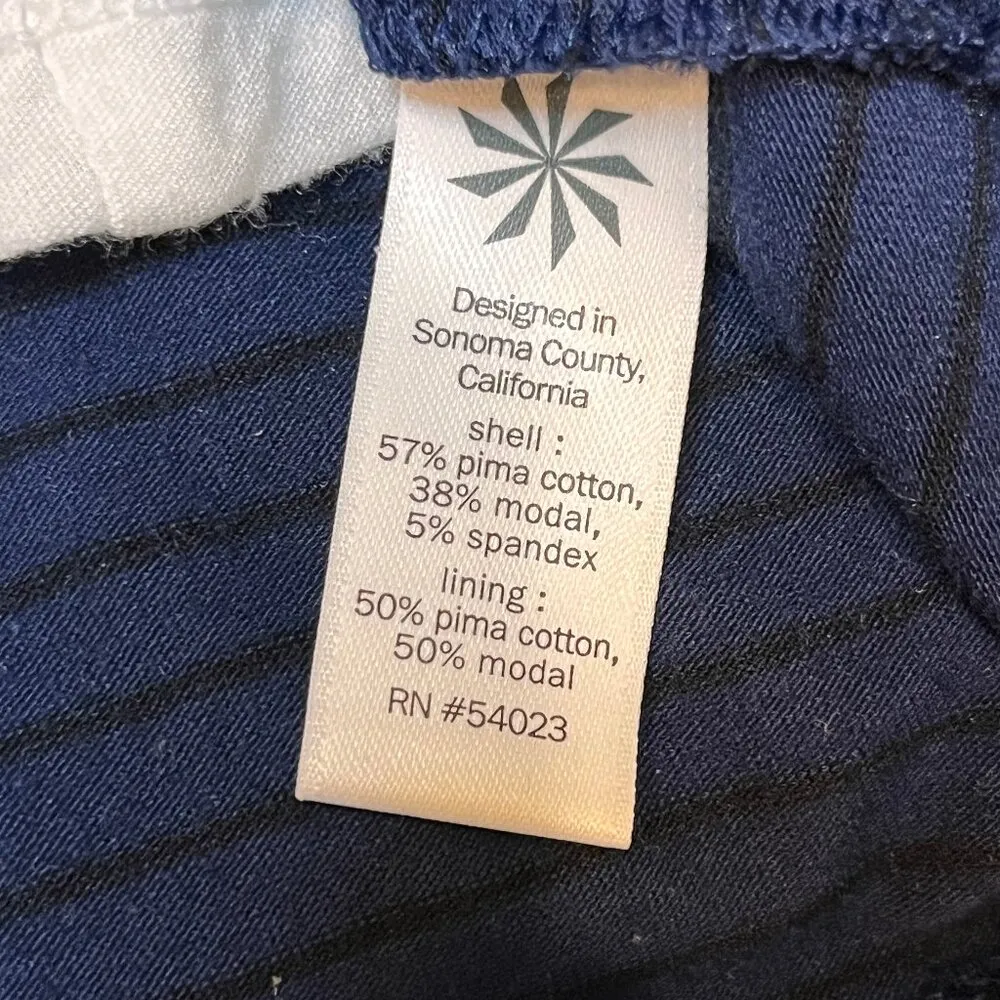 Designed in
Sonoma County,
California
shell :
57% pima cotton,
38% modal,
5% spandex
lining :
50% pima cotton,
50% modal
RN #54023